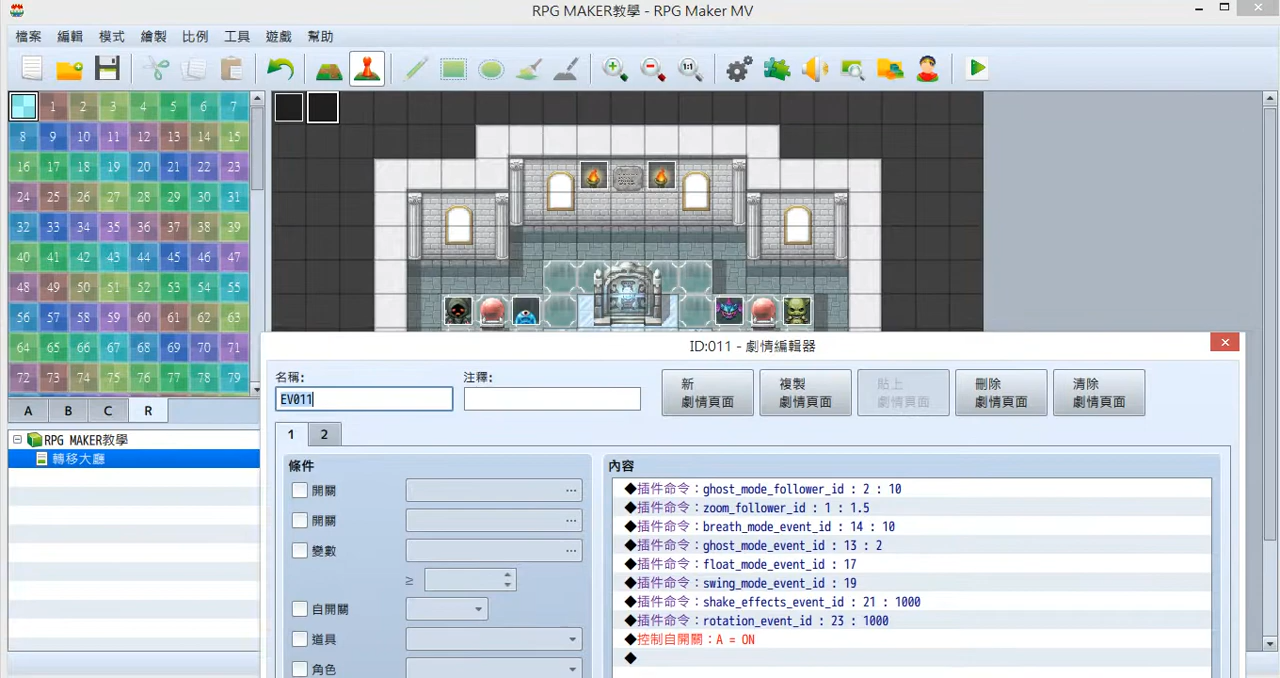 RPG MAKER教學 - RPG Maker MV
檔案 編輯 模式 繪製 比例 工具 遊戲 幫助
1:1
1 2 3 4 5 6 7
8 9 10 11 12 13 14 15
16 17 18 19 20 21 22 23
24 25 26 27 28 29 30 31
32 33 34 35 36 37 38 39
40 41 42 43 44 45 46 47
48 49 50 51 52 53 54 55
56 57 58 59 60 61 62 63
64 65 66 67 68 69 70 71
72 73 74 75 76 77 78 79
A B C R
RPG MAKER教學
轉移大廳
ID:011 - 劇情編輯器
名稱: 注釋:
EV011
新 劇情頁面
複製 劇情頁面
貼上 劇情頁面
刪除 劇情頁面
清除 劇情頁面
1 2
條件
開關 ...
開關 ...
變數 ...
≥
自開關
道具
角色
內容
◆插件命令：ghost_mode_follower_id : 2 : 10
◆插件命令：zoom_follower_id : 1 : 1.5
◆插件命令：breath_mode_event_id : 14 : 10
◆插件命令：ghost_mode_event_id : 13 : 2
◆插件命令：float_mode_event_id : 17
◆插件命令：swing_mode_event_id : 19
◆插件命令：shake_effects_event_id : 21 : 1000
◆插件命令：rotation_event_id : 23 : 1000
◆控制自開關：A = ON
◆